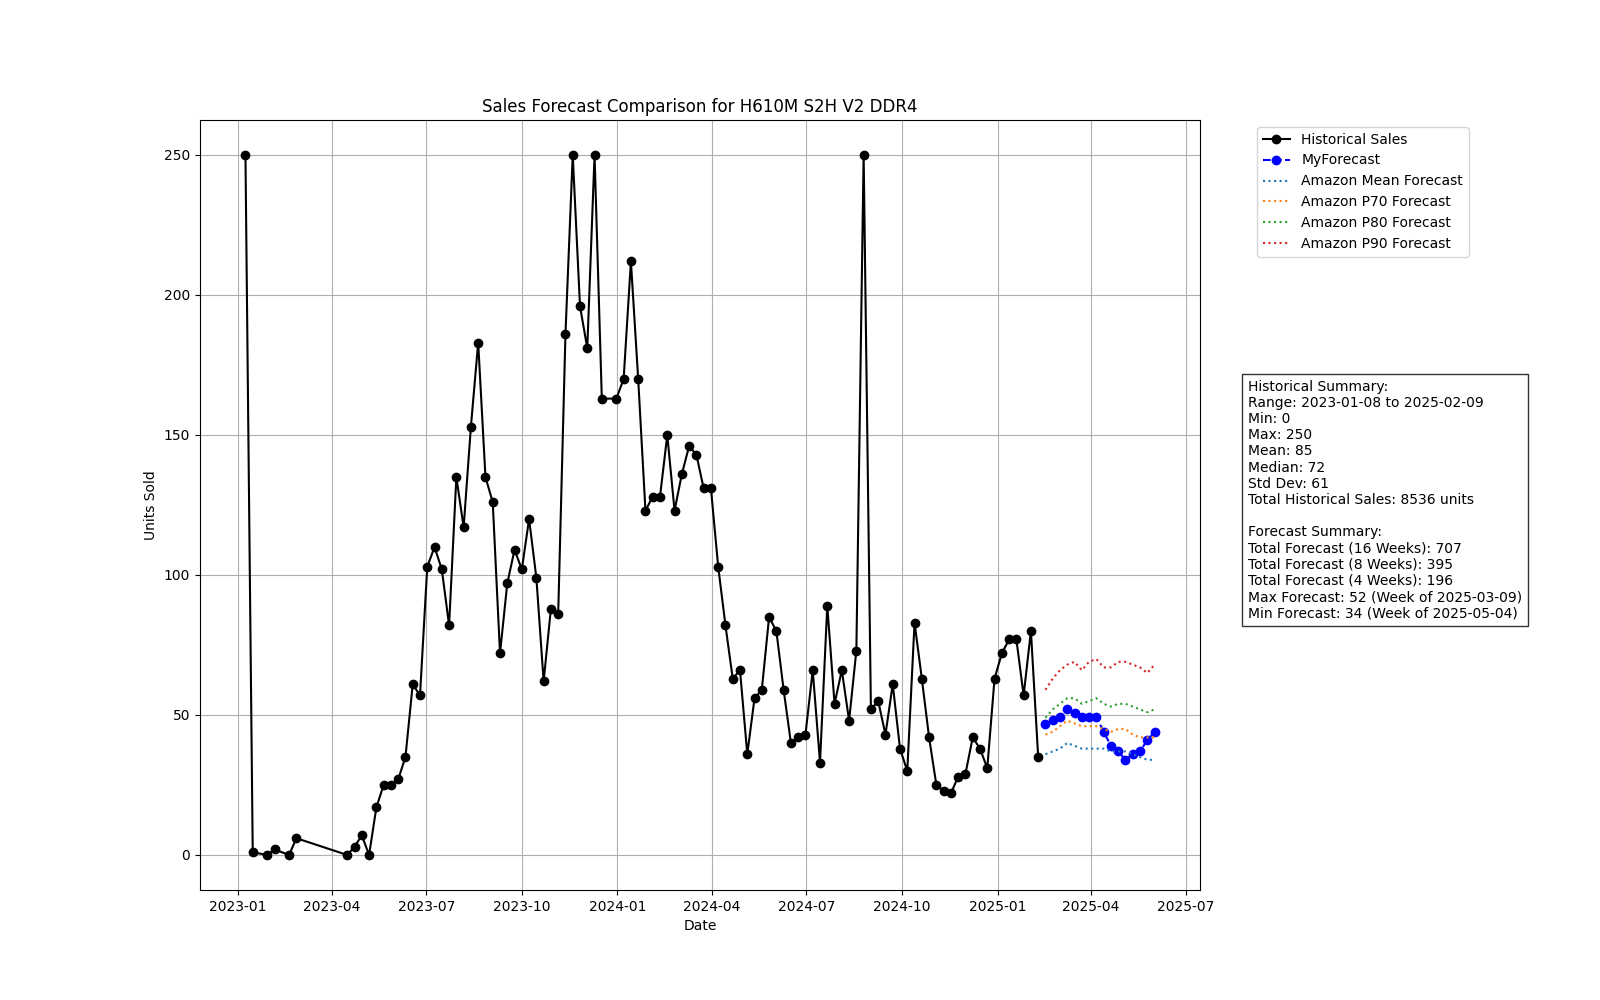 Sales Forecast Comparison for H610M S2H V2 DDR4
Units Sold
250
200
150
100
50
0
2023-01
2023-04
2023-07
2023-10
2024-01
2024-04
2024-07
2024-10
2025-01
2025-04
2025-07
Date
Historical Sales
MyForecast
Amazon Mean Forecast
Amazon P70 Forecast
Amazon P80 Forecast
Amazon P90 Forecast
Historical Summary:
Range: 2023-01-08 to 2025-02-09
Min: 0
Max: 250
Mean: 85
Median: 72
Std Dev: 61
Total Historical Sales: 8536 units
Forecast Summary:
Total Forecast (16 Weeks): 707
Total Forecast (8 Weeks): 395
Total Forecast (4 Weeks): 196
Max Forecast: 52 (Week of 2025-03-09)
Min Forecast: 34 (Week of 2025-05-04)